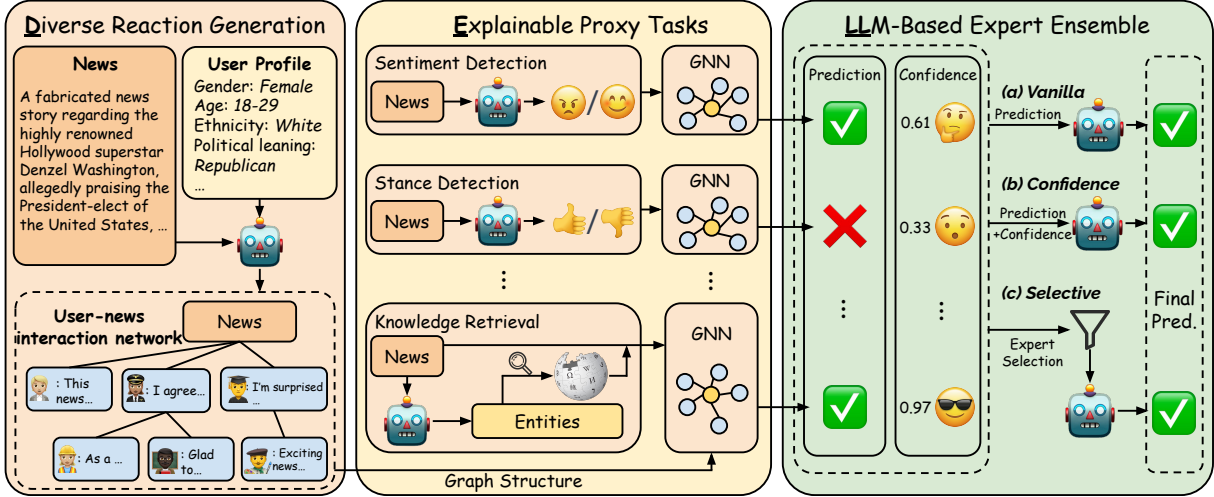 Diverse Reaction Generation
News
A fabricated news
story regarding the
highly renowned
Hollywood superstar
Denzel Washington,
allegedly praising the
President-elect of
the United States, ...
User Profile
Gender: Female
Age: 18-29
Ethnicity: White
Political leaning:
Republican
...
User-news
interaction network
News
: This
news...
: I agree...
: I'm surprised
...
: As a ...
: Glad
to...
: Exciting
news...
Explainable Proxy Tasks
Sentiment Detection
News
/
GNN
Stance Detection
News
/
GNN
...
...
Knowledge Retrieval
News
Entities
GNN
Graph Structure
LLM-Based Expert Ensemble
Prediction
Confidence
0.61
0.33
...
...
0.97
(a) Vanilla
Prediction
(b) Confidence
Prediction
+Confidence
(c) Selective
Expert
Selection
Final
Pred.